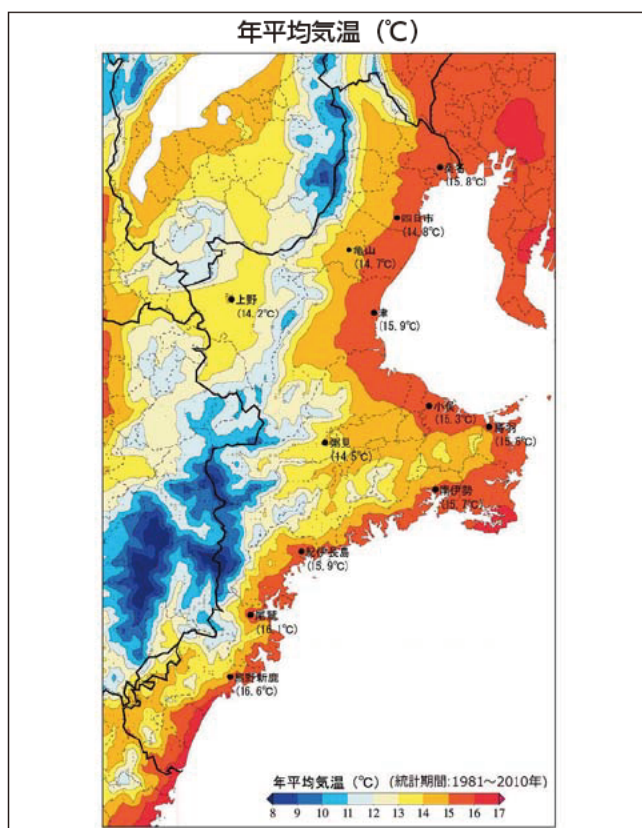 年平均気温（℃）
桑名
(15.8℃)
四日市
(14.8℃)
亀山
(14.7℃)
上野
(14.2℃)
津
(15.9℃)
小俣
(15.3℃)
鳥羽
粥見
(14.5℃)
南伊勢
(15.7℃)
紀伊長島
(15.9℃)
尾鷲
(16.1℃)
熊野新鹿
(16.6℃)
年平均気温（℃）（統計期間:1981～2010年）
8 9 10 11 12 13 14 15 16 17